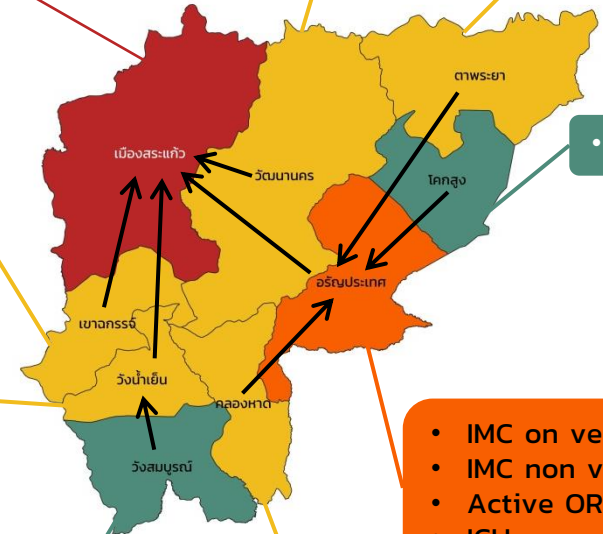 ตาพระยา
เมืองสระแก้ว
วัฒนานคร
โคกสูง
อรัญประเทศ
เขาฉกรรจ์
วังน้ำเย็น
คลองหาด
วังสมบูรณ์
• IMC on ve
• IMC non v
• Active OR